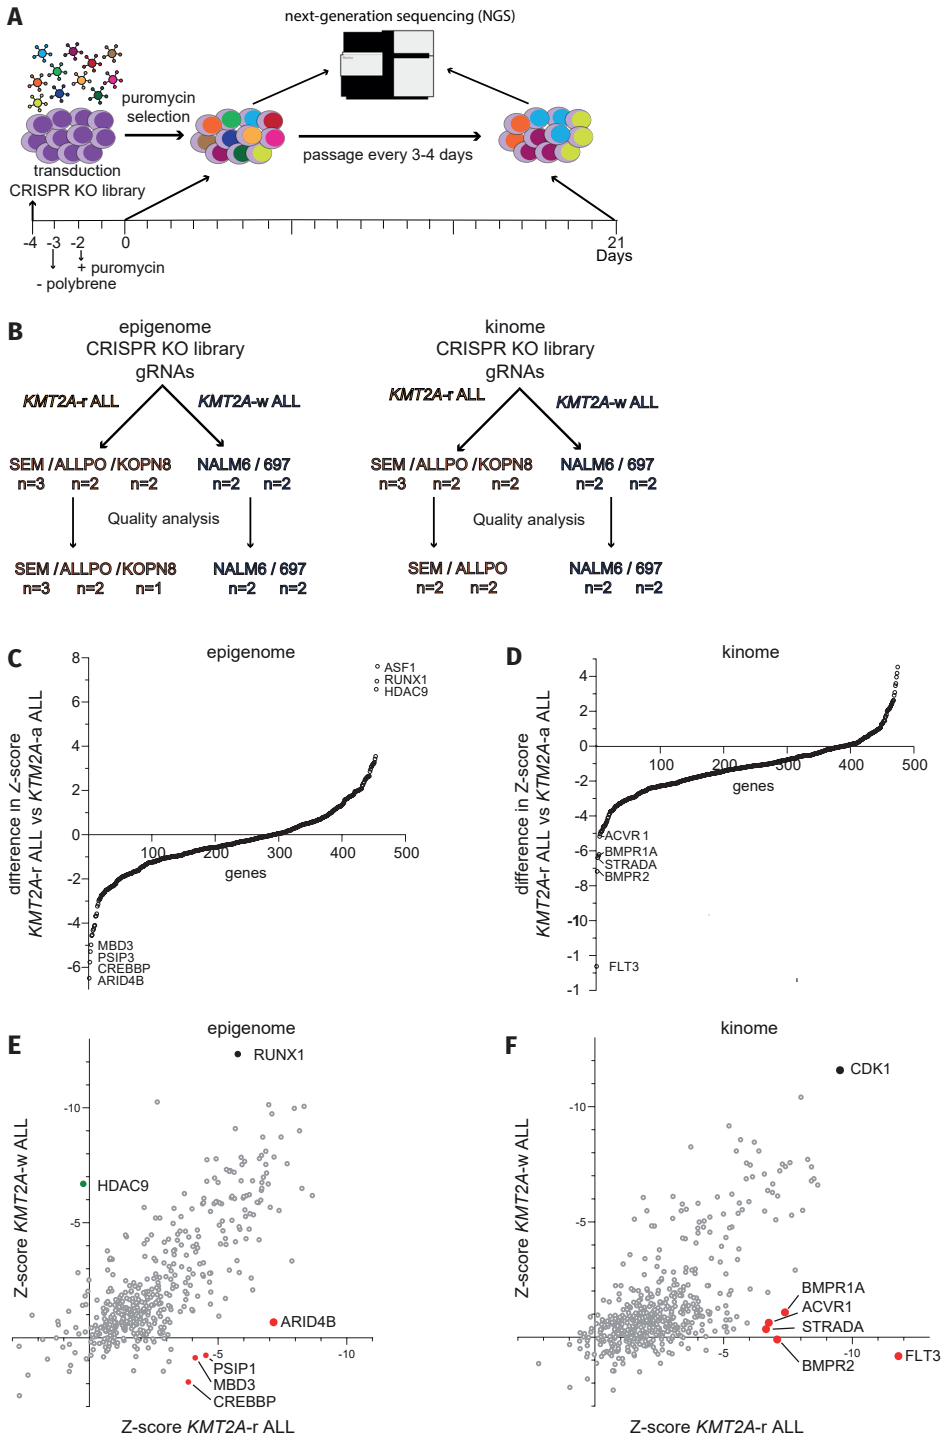 A
next-generation sequencing (NGS)
puromycin
selection
passage every 3-4 days
transduction
CRISPR KO library
-4 -3 -2 0 21
Days
+ puromycin
- polybrene
B
epigenome
CRISPR KO library
gRNAs
KMT2A-r ALL KMT2A-w ALL
SEM /ALLPO /KOPN8 NALM6 / 697
n=3 n=2 n=2 n=2 n=2
Quality analysis
SEM /ALLPO /KOPN8 NALM6 / 697
n=3 n=2 n=1 n=2 n=2
kinome
CRISPR KO library
gRNAs
KMT2A-r ALL KMT2A-w ALL
SEM /ALLPO /KOPN8 NALM6 / 697
n=3 n=2 n=2 n=2 n=2
Quality analysis
SEM / ALLPO NALM6 / 697
n=2 n=2 n=2 n=2
C
epigenome
difference in Z-score
KMT2A-r ALL vs KTM2A-a ALL
8
6
4
2
0
-2
-4
-6
100 200 300 400 500
genes
ASF1
RUNX1
HDAC9
MBD3
PSIP3
CREBBP
ARID4B
D
kinome
difference in Z-score
KMT2A-r ALL vs KTM2A-a ALL
4
2
0
-2
-4
-6
-8
-10
-1
-1
100 200 300 400 500
genes
ACVR1
BMPR1A
STRADA
BMPR2
FLT3
E
epigenome
Z-score KMT2A-w ALL
-10
-5
RUNX1
HDAC9
ARID4B
PSIP1
MBD3
CREBBP
-5 -10
Z-score KMT2A-r ALL
F
kinome
Z-score KMT2A-w ALL
-10
-5
CDK1
BMPR1A
ACVR1
STRADA
BMPR2
FLT3
-5 -10
Z-score KMT2A-r ALL